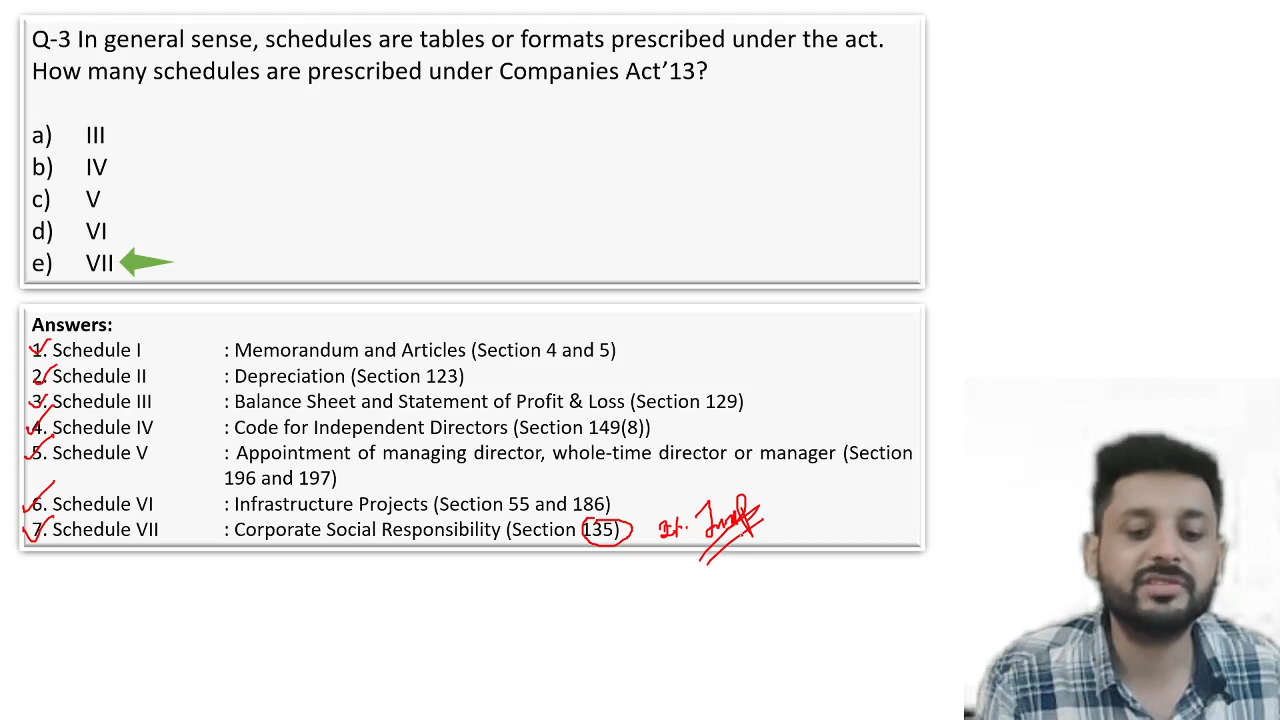 Q-3 In general sense, schedules are tables or formats prescribed under the act.
How many schedules are prescribed under Companies Act’13?
a) III
b) IV
c) V
d) VI
e) VII
Answers:
1. Schedule I : Memorandum and Articles (Section 4 and 5)
2. Schedule II : Depreciation (Section 123)
3. Schedule III : Balance Sheet and Statement of Profit & Loss (Section 129)
4. Schedule IV : Code for Independent Directors (Section 149(8))
5. Schedule V : Appointment of managing director, whole-time director or manager (Section
196 and 197)
6. Schedule VI : Infrastructure Projects (Section 55 and 186)
7. Schedule VII : Corporate Social Responsibility (Section 135)